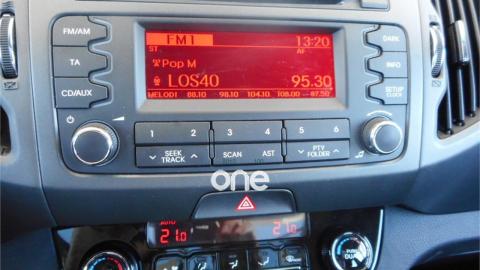 FM/AM
TA
CD/AUX
FM1 13:20
ST. AF
Pop M
LOS40 95.30
MELODI 88.10 98.10 104.10 108.00 87.50
DARK
INFO
SETUP
CLOCK
1 2 3 4 5 6
SEEK
TRACK
SCAN AST
PTY
FOLDER
one
AUTO
21.0 21.0